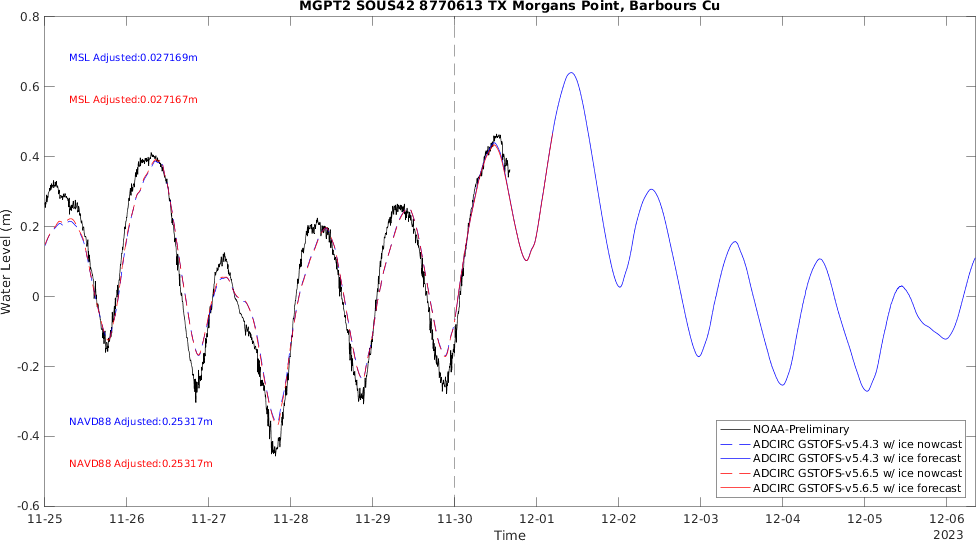 MGPT2 SOUS42 8770613 TX Morgans Point, Barbours Cu
0.8
0.6
0.4
0.2
0
-0.2
-0.4
-0.6
Water Level (m)
MSL Adjusted:0.027169m
MSL Adjusted:0.027167m
NAVD88 Adjusted:0.25317m
NAVD88 Adjusted:0.25317m
NOAA-Preliminary
ADCIRC GSTOFS-v5.4.3 w/ ice nowcast
ADCIRC GSTOFS-v5.4.3 w/ ice forecast
ADCIRC GSTOFS-v5.6.5 w/ ice nowcast
ADCIRC GSTOFS-v5.6.5 w/ ice forecast
11-25 11-26 11-27 11-28 11-29 11-30 12-01 12-02 12-03 12-04 12-05 12-06
Time
2023